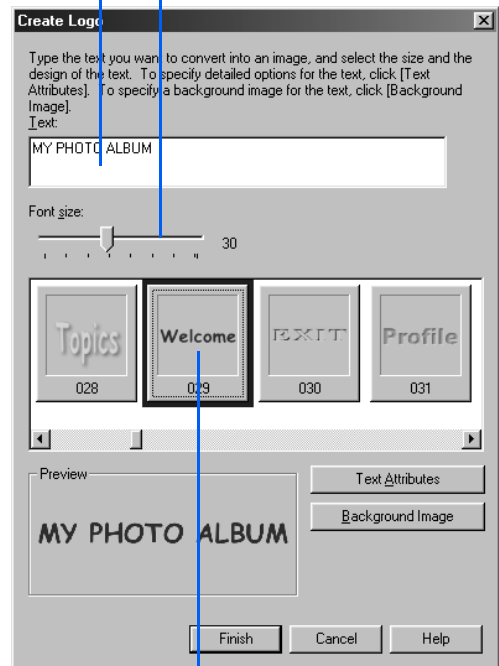 Create Logo
Type the text you want to convert into an image, and select the size and the
design of the text. To specify detailed options for the text, click [Text
Attributes]. To specify a background image for the text, click [Background
Image].
Text:
MY PHOTO ALBUM
Font size:
30
Topics Welcome EXIT Profile
028 029 030 031
Preview
MY PHOTO ALBUM
Text Attributes
Background Image
Finish Cancel Help